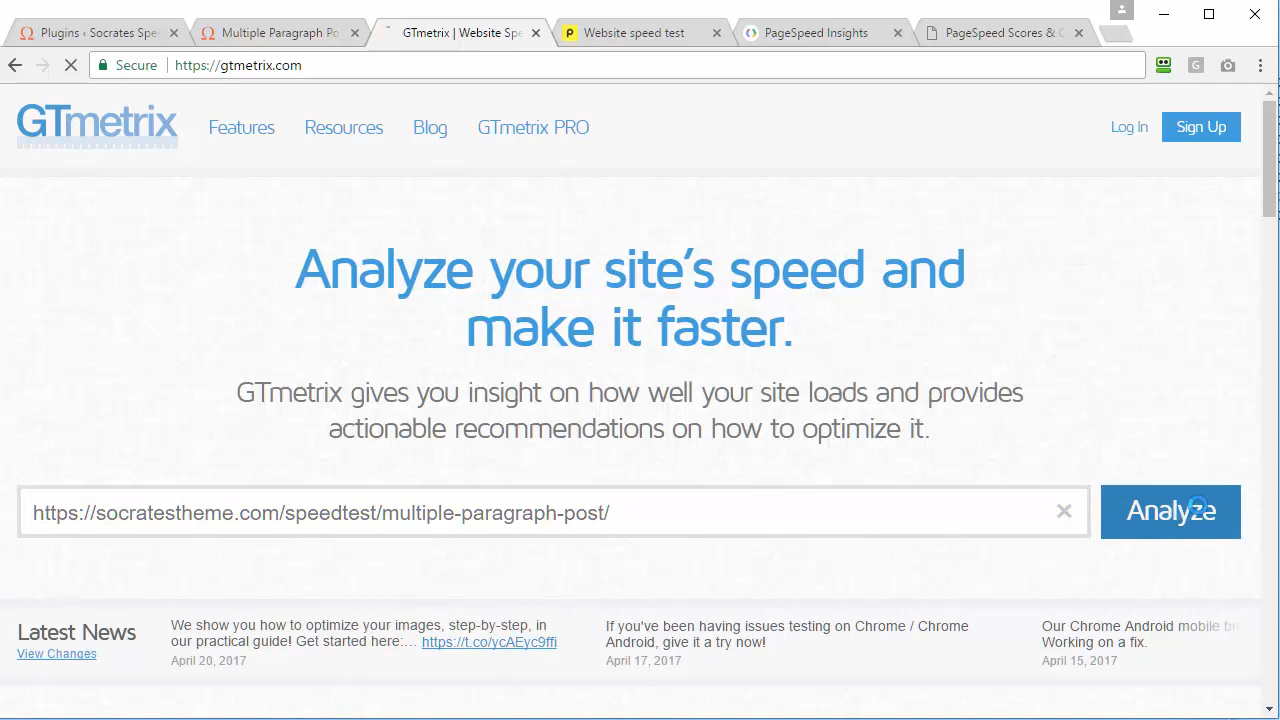 Plugins ‹ Socrates Spe
Multiple Paragraph Po
GTmetrix | Website Spe
Website speed test
PageSpeed Insights
PageSpeed Scores &
Secure
https://gtmetrix.com
GTmetrix
Features
Resources
Blog
GTmetrix PRO
Log In
Sign Up
Analyze your site's speed and
make it faster.
GTmetrix gives you insight on how well your site loads and provides
actionable recommendations on how to optimize it.
https://socratestheme.com/speedtest/multiple-paragraph-post/
Analyze
Latest News
View Changes
We show you how to optimize your images, step-by-step, in
our practical guide! Get started here:... https://t.co/ycAEyc9ffi
April 20, 2017
If you've been having issues testing on Chrome / Chrome
Android, give it a try now!
April 17, 2017
Our Chrome Android mobile br
Working on a fix.
April 15, 2017